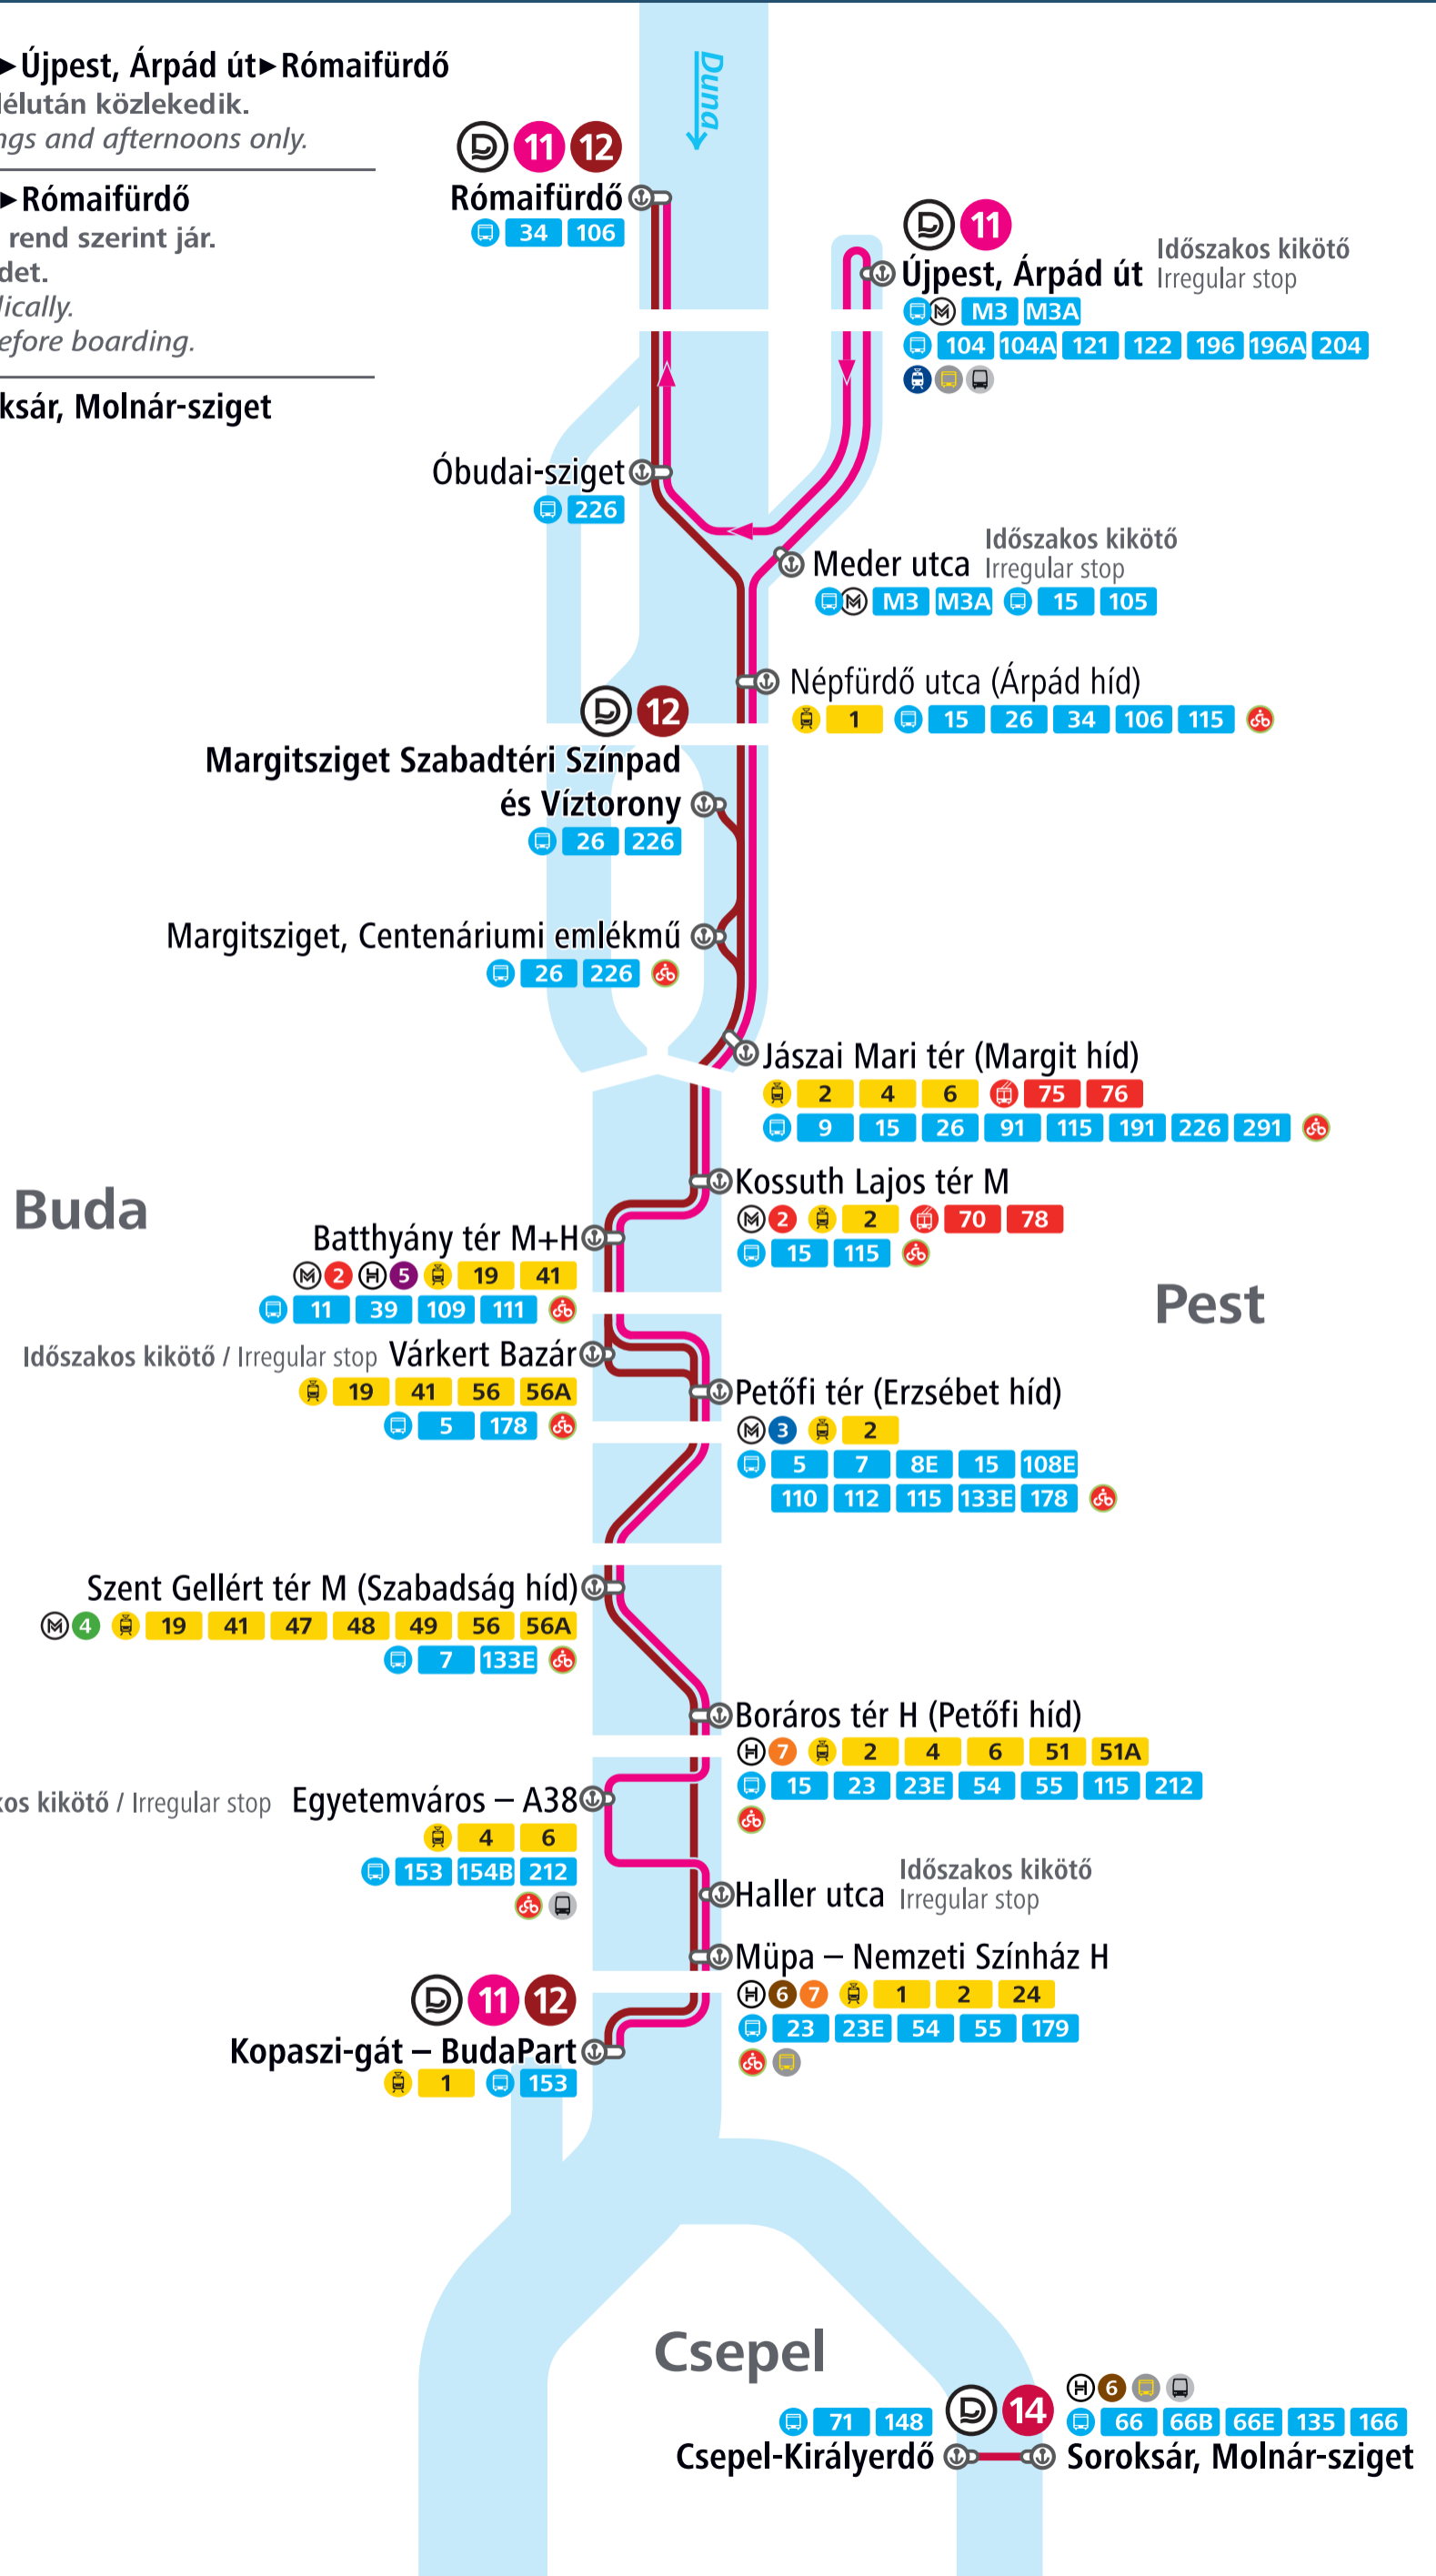 ▶Újpest, Árpád út▶Rómaifürdő
délután közlekedik.
ngs and afternoons only.
▶Rómaifürdő
rend szerint jár.
det.
lically.
efore boarding.
ksár, Molnár-sziget
Duna
D 11 12
Rómaifürdő
34 106
D 11
Újpest, Árpád út
Időszakos kikötő
Irregular stop
M M3 M3A
104 104A 121 122 196 196A 204
Óbudai-sziget
226
Meder utca
Időszakos kikötő
Irregular stop
M M3 M3A 15 105
Népfürdő utca (Árpád híd)
1 15 26 34 106 115
D 12
Margitsziget Szabadtéri Színpad
és Víztorony
26 226
Margitsziget, Centenáriumi emlékmű
26 226
Jászai Mari tér (Margit híd)
2 4 6 75 76
9 15 26 91 115 191 226 291
Kossuth Lajos tér M
M 2 2 70 78
15 115
Buda
Batthyány tér M+H
M 2 H 5 19 41
11 39 109 111
Pest
Időszakos kikötő / Irregular stop Várkert Bazár
19 41 56 56A
5 178
Petőfi tér (Erzsébet híd)
M 3 2
5 7 8E 15 108E
110 112 115 133E 178
Szent Gellért tér M (Szabadság híd)
M 4 19 41 47 48 49 56 56A
7 133E
Boráros tér H (Petőfi híd)
H 7 2 4 6 51 51A
15 23 23E 54 55 115 212
kos kikötő / Irregular stop Egyetemváros – A38
4 6
153 154B 212
Haller utca
Időszakos kikötő
Irregular stop
Müpa – Nemzeti Színház H
H 6 7 1 2 24
23 23E 54 55 179
D 11 12
Kopaszi-gát – BudaPart
1 153
Csepel
71 148
D 14
H 6
66 66B 66E 135 166
Csepel-Királyerdő
Soroksár, Molnár-sziget